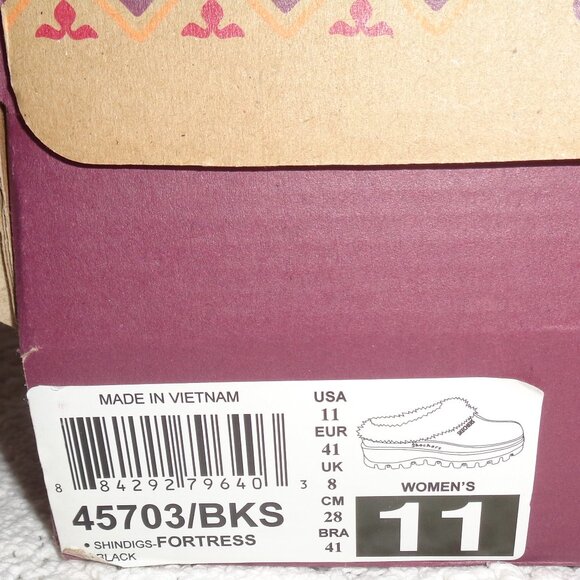 MADE IN VIETNAM
8 84292 79640 3
45703/BKS
• SHINDIGS-FORTRESS
BLACK
USA
11
EUR
41
UK
8
CM
28
BRA
41
Skechers
WOMEN'S
11